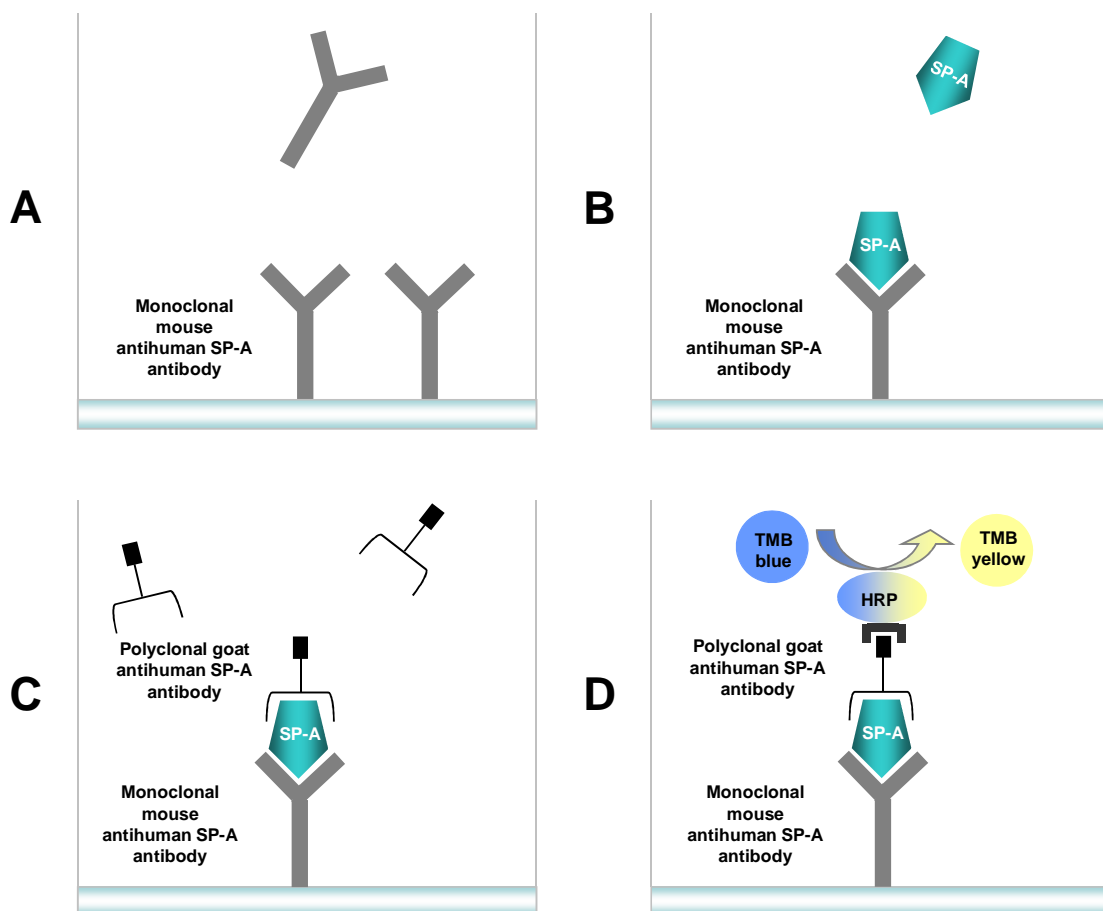 A
Monoclonal
mouse
antihuman SP-A
antibody
B
SP-A
SP-A
Monoclonal
mouse
antihuman SP-A
antibody
C
Polyclonal goat
antihuman SP-A
antibody
SP-A
Monoclonal
mouse
antihuman SP-A
antibody
D
TMB
blue
TMB
yellow
HRP
Polyclonal goat
antihuman SP-A
antibody
SP-A
Monoclonal
mouse
antihuman SP-A
antibody